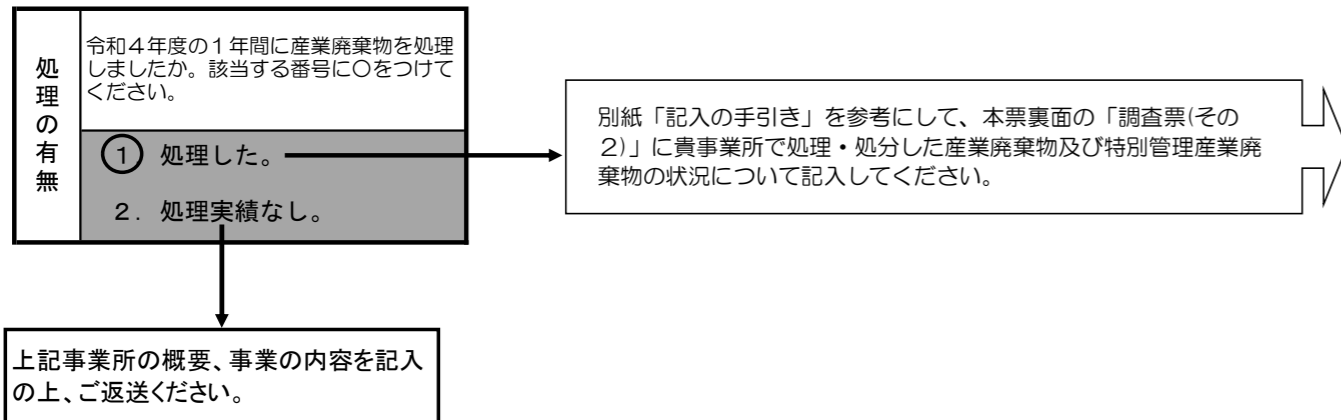 処理の有無
令和４年度の１年間に産業廃棄物を処理
しましたか。該当する番号に〇をつけて
ください。
① 処理した。
２．処理実績なし。
別紙「記入の手引き」を参考にして、本票裏面の「調査票(その
２)」に貴事業所で処理・処分した産業廃棄物及び特別管理産業廃
棄物の状況について記入してください。
上記事業所の概要、事業の内容を記入
の上、ご返送ください。